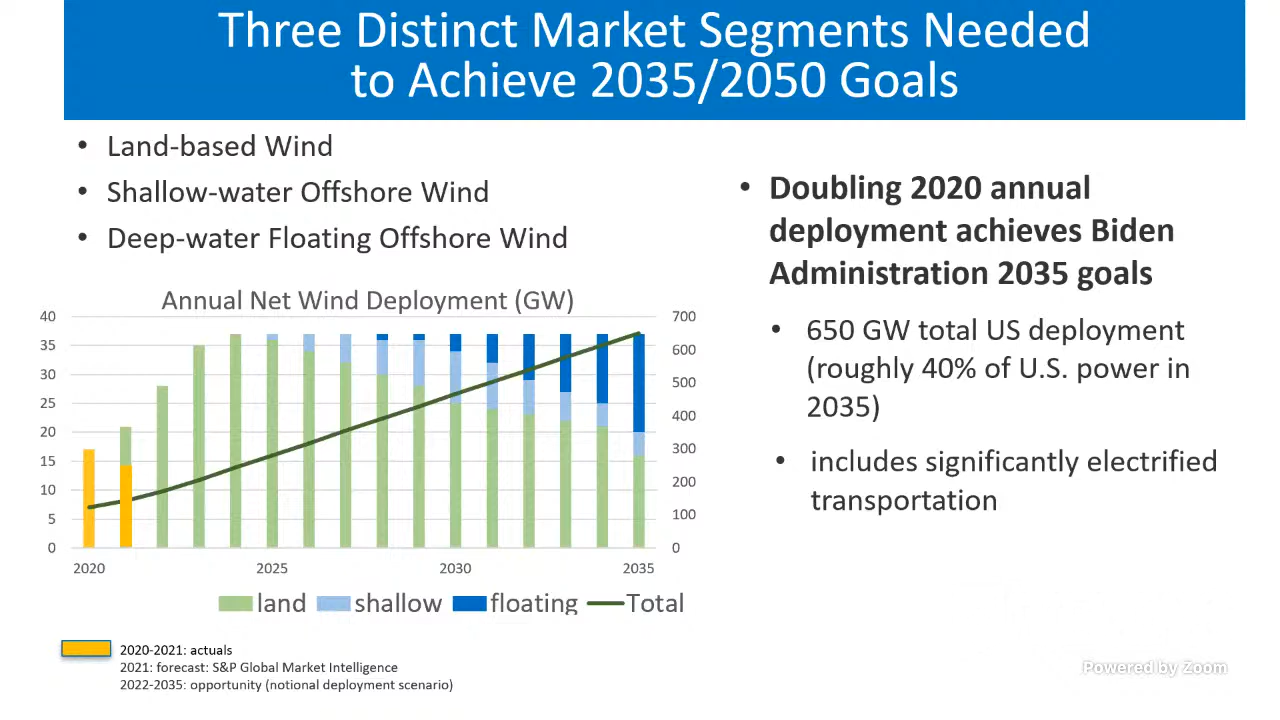 Three Distinct Market Segments Needed
to Achieve 2035/2050 Goals
• Land-based Wind
• Shallow-water Offshore Wind
• Deep-water Floating Offshore Wind
• Doubling 2020 annual
deployment achieves Biden
Administration 2035 goals
• 650 GW total US deployment
(roughly 40% of U.S. power in
2035)
• includes significantly electrified
transportation
Annual Net Wind Deployment (GW)
40 700
35 600
30 500
25 400
20 300
15 200
10 100
5 0
0
2020 2025 2030 2035
land shallow floating Total
2020-2021: actuals
2021: forecast: S&P Global Market Intelligence
2022-2035: opportunity (notional deployment scenario)
Powered by Zoom